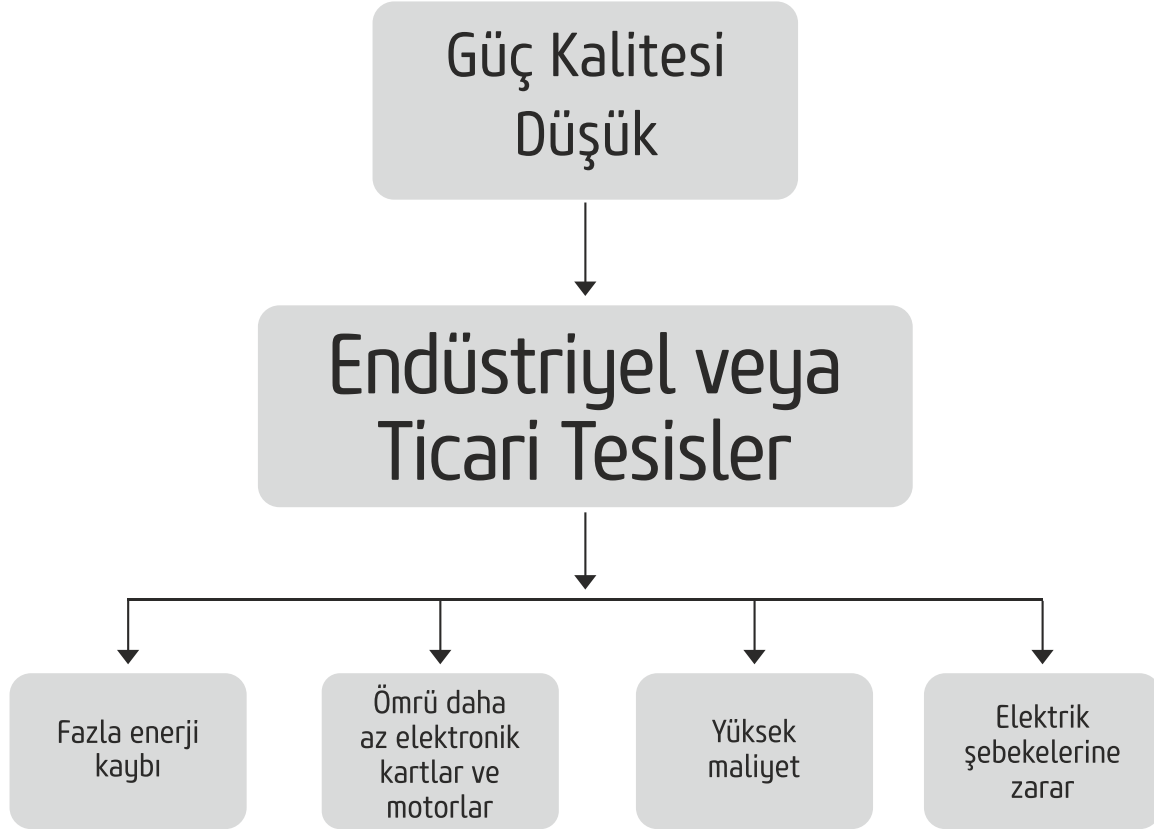 Güç Kalitesi
Düşük
Endüstriyel veya
Ticari Tesisler
Fazla enerji
kaybı
Ömrü daha
az elektronik
kartlar ve
motorlar
Yüksek
maliyet
Elektrik
şebekelerine
zarar